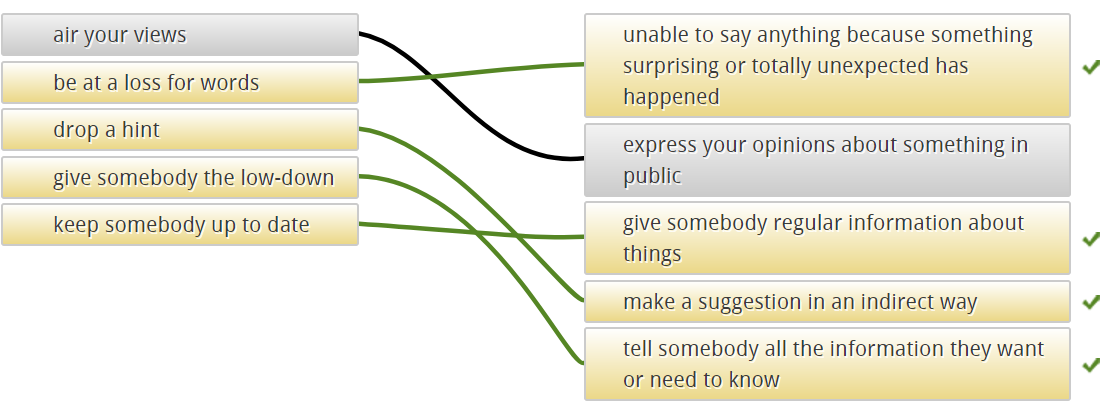 air your views
be at a loss for words
drop a hint
give somebody the low-down
keep somebody up to date
unable to say anything because something
surprising or totally unexpected has
happened
express your opinions about something in
public
give somebody regular information about
things
make a suggestion in an indirect way
tell somebody all the information they want
or need to know